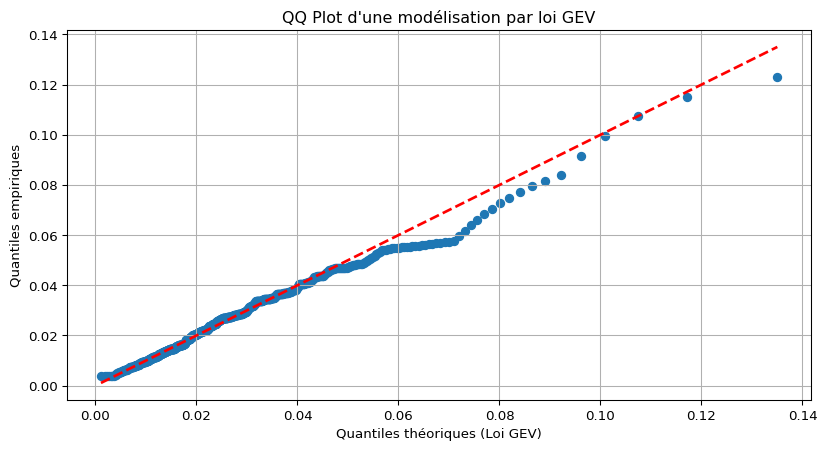 QQ Plot d'une modélisation par loi GEV
Quantiles empiriques
0.14
0.12
0.10
0.08
0.06
0.04
0.02
0.00
0.00 0.02 0.04 0.06 0.08 0.10 0.12 0.14
Quantiles théoriques (Loi GEV)